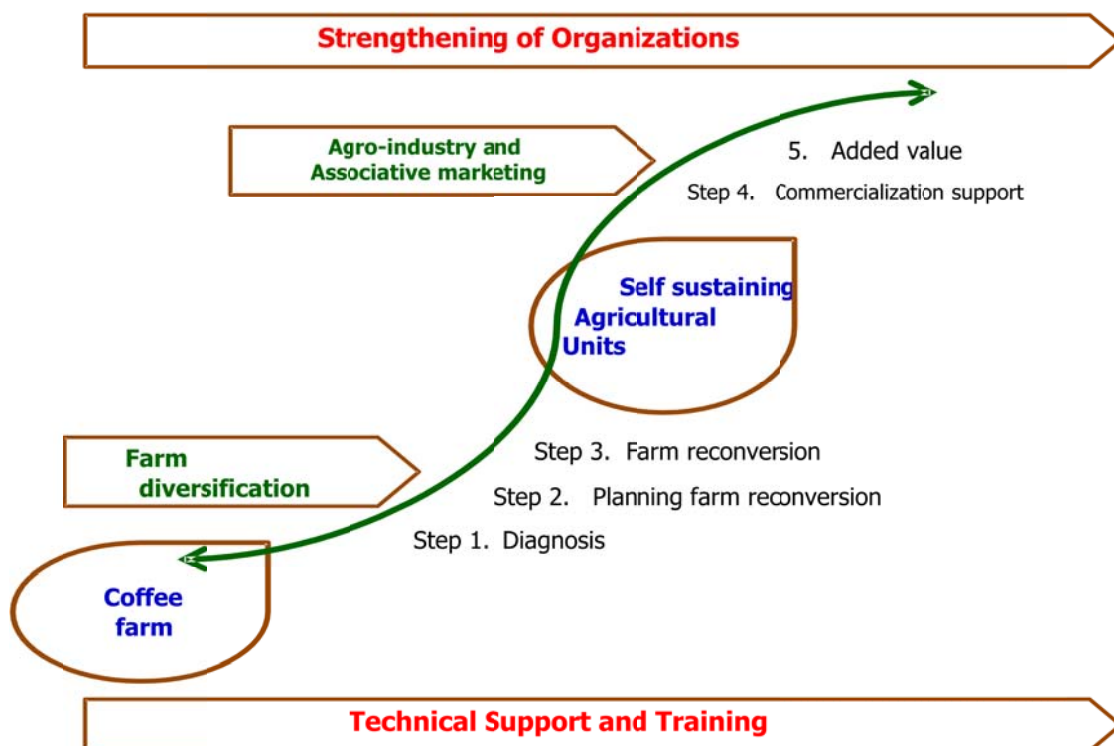 Strengthening of Organizations
Agro-industry and
Associative marketing
5. Added value
Step 4. Commercialization support
Self sustaining
Agricultural
Units
Step 3. Farm reconversion
Farm
diversification
Step 2. Planning farm reconversion
Step 1. Diagnosis
Coffee
farm
Technical Support and Training